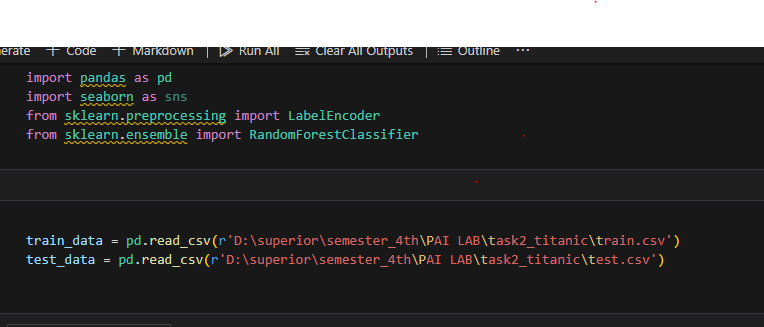 erate + Code + Markdown | Run All Clear All Outputs | Outline ...
import pandas as pd
import seaborn as sns
from sklearn.preprocessing import LabelEncoder
from sklearn.ensemble import RandomForestClassifier
train_data = pd.read_csv(r'D:\superior\semester_4th\PAI LAB\task2_titanic\train.csv')
test_data = pd.read_csv(r'D:\superior\semester_4th\PAI LAB\task2_titanic\test.csv')